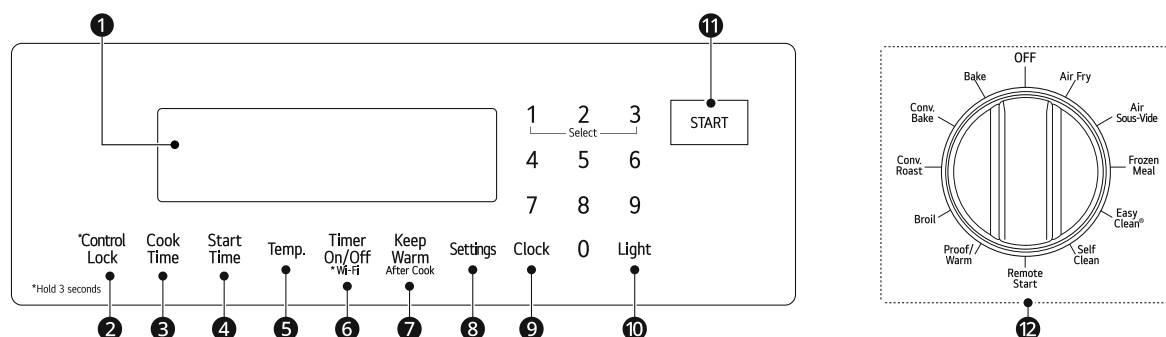 1
11
1 2 3
Select
START
4 5 6
7 8 9
0
*Control
Lock
Cook
Time
Start
Time
Temp.
Timer
On/Off
*Wi-Fi
Keep
Warm
After Cook
Settings
Clock
Light
*Hold 3 seconds
2 3 4 5 6 7 8 9 10
OFF
Air Fry
Air
Sous-Vide
Frozen
Meal
Easy
Clean®
Self
Clean
Remote
Start
Proof/
Warm
Broil
Conv.
Roast
Conv.
Bake
Bake
12